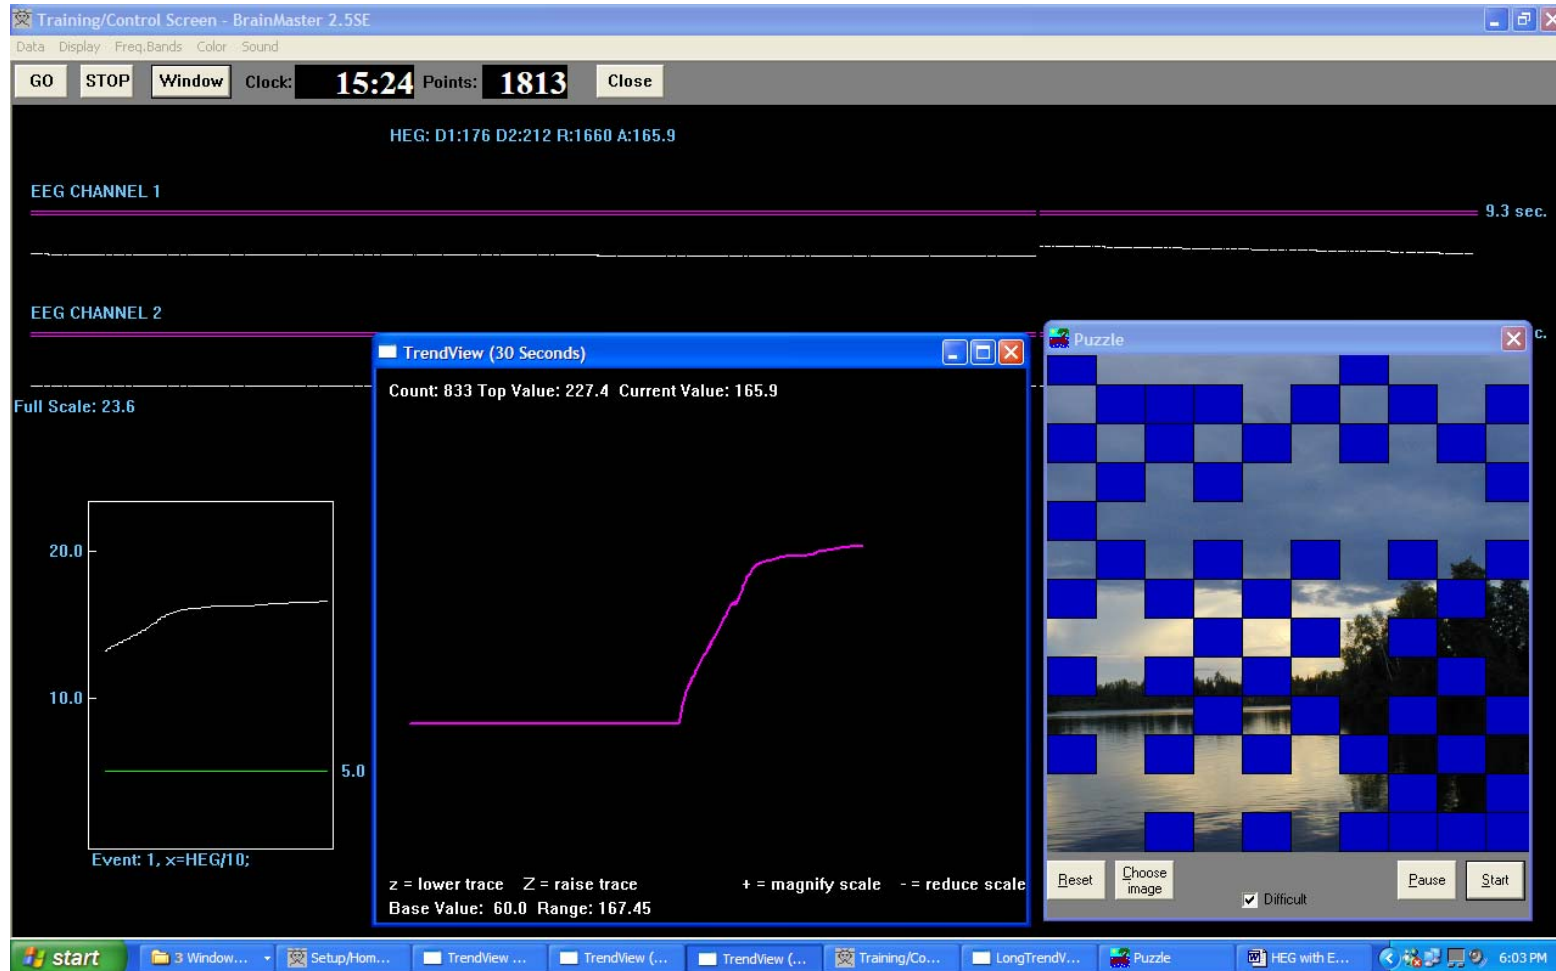 Training/Control Screen - BrainMaster 2.5SE
Data Display Freq.Bands Color Sound
GO STOP Window Clock: 15:24 Points: 1813 Close
HEG: D1:176 D2:212 R:1660 A:165.9
EEG CHANNEL 1
9.3 sec.
EEG CHANNEL 2
c.
Full Scale: 23.6
20.0
10.0
5.0
Event: 1, x=HEG/10;
TrendView (30 Seconds)
Count: 833 Top Value: 227.4 Current Value: 165.9
z = lower trace Z = raise trace + = magnify scale - = reduce scale
Base Value: 60.0 Range: 167.45
Puzzle
Reset Choose image Pause Start
Difficult
start 3 Window... Setup/Hom... TrendView ... TrendView (... TrendView (... Training/Co... LongTrendV... Puzzle HEG with E... 6:03 PM